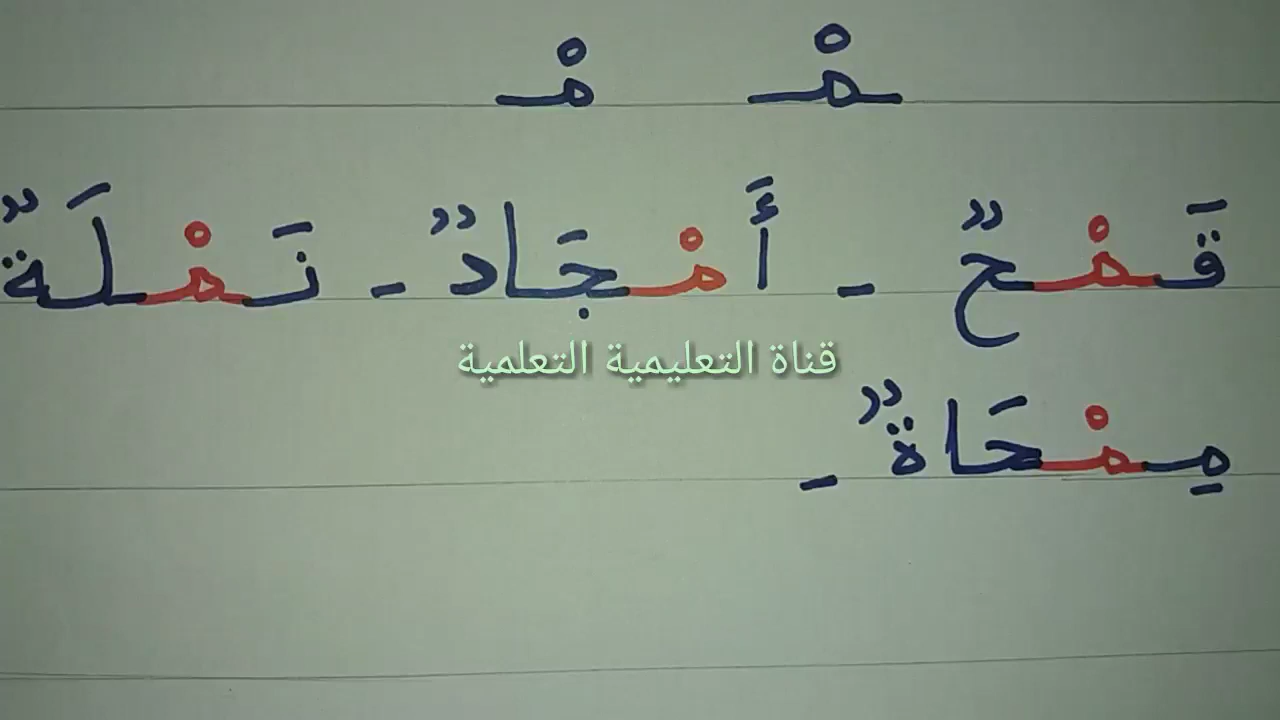 ـمْـ مْـ
قَمْحٌ - أَمْجَادٌ - نَمْلَةٌ
قناة التعليمية التعلمية
مِمْحَاةٌ -